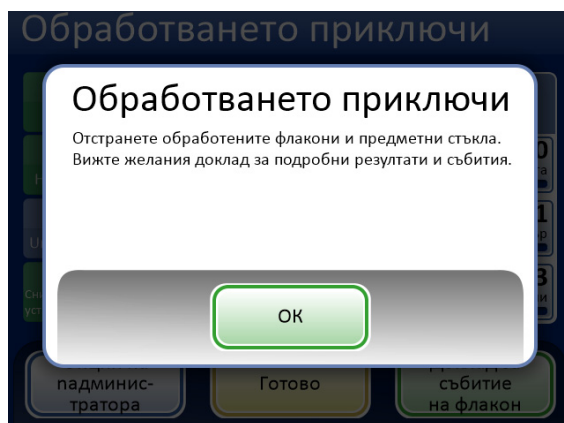 Обработването приключи
Обработването приключи
Отстранете обработените флакони и предметни стъкла.
Вижте желания доклад за подробни резултати и събития.
ОК
падминис-
тратора
Готово
събитие
на флакон